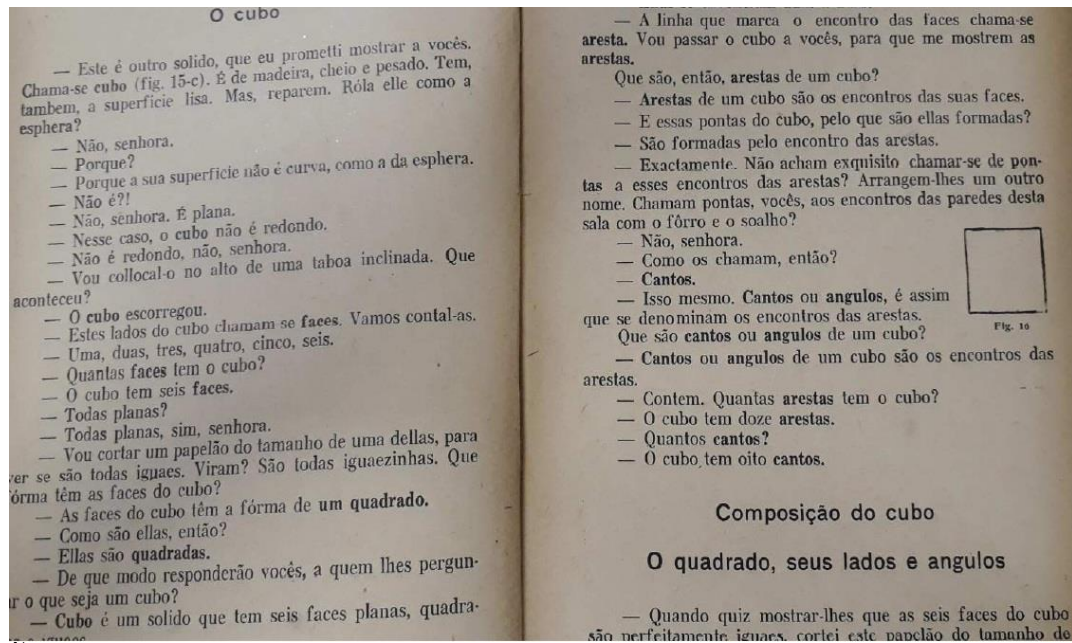 O cubo
— Este é outro solido, que eu prometti mostrar a vocês.
Chama-se cubo (fig. 15-c). É de madeira, cheio e pesado. Tem,
tambem, a superficie lisa. Mas, reparem. Róla elle como a
esphera?
— Não, senhora.
— Porque?
— Porque a sua superficie não é curva, como a da esphera.
— Não é?!
— Não, senhora. É plana.
— Nesse caso, o cubo não é redondo.
— Não é redondo, não, senhora.
— Vou collocal-o no alto de uma taboa inclinada. Que
aconteceu?
— O cubo escorregou.
— Estes lados do cubo chamam-se faces. Vamos contal-as.
— Uma, duas, tres, quatro, cinco, seis.
— Quantas faces tem o cubo?
— O cubo tem seis faces.
— Todas planas?
— Todas planas, sim, senhora.
— Vou cortar um papelão do tamanho de uma dellas, para
ver se são todas iguaes. Viram? São todas iguaezinhas. Que
fórma têm as faces do cubo?
— As faces do cubo têm a fórma de um quadrado.
— Como são ellas, então?
— Ellas são quadradas.
— De que modo responderão vocês, a quem lhes pergun-
ar o que seja um cubo?
— Cubo é um solido que tem seis faces planas, quadra-
— A linha que marca o encontro das faces chama-se
aresta. Vou passar o cubo a vocês, para que me mostrem as
arestas.
Que são, então, arestas de um cubo?
— Arestas de um cubo são os encontros das suas faces.
— E essas pontas do cubo, pelo que são ellas formadas?
— São formadas pelo encontro das arestas.
— Exactamente. Não acham exquisito chamar-se de pon-
tas a esses encontros das arestas? Arrangem-lhes um outro
nome. Chamam pontas, vocês, aos encontros das paredes desta
sala com o fôrro e o soalho?
— Não, senhora.
— Como os chamam, então?
— Cantos.
— Isso mesmo. Cantos ou angulos, é assim
que se denominam os encontros das arestas.
Que são cantos ou angulos de um cubo?
Fig. 16
— Cantos ou angulos de um cubo são os encontros das
arestas.
— Contem. Quantas arestas tem o cubo?
— O cubo tem doze arestas.
— Quantos cantos?
— O cubo tem oito cantos.
Composição do cubo
O quadrado, seus lados e angulos
— Quando quiz mostrar-lhes que as seis faces do cubo
são perfeitamente iguaes, cortei este papelão do tamanho de